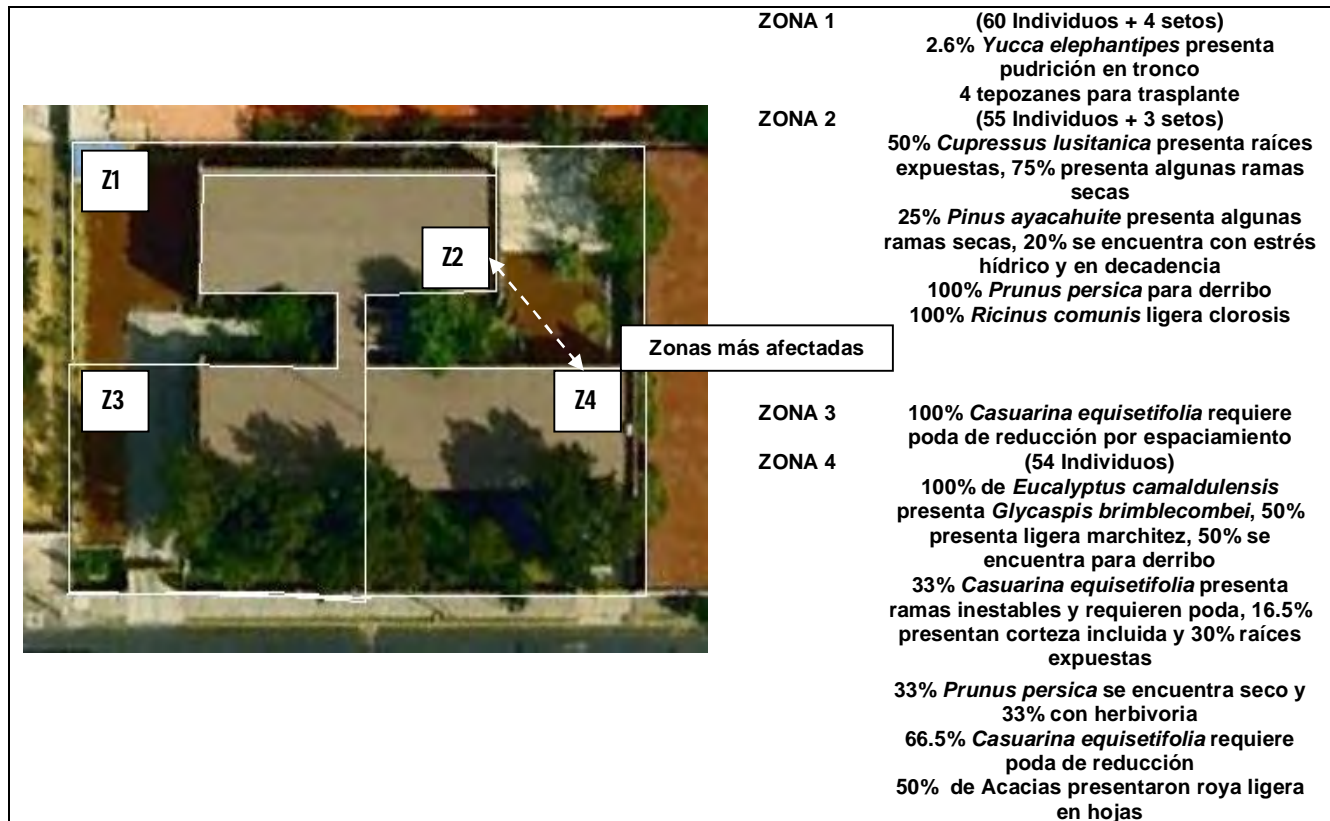 ZONA 1 (60 Individuos + 4 setos)
2.6% Yucca elephantipes presenta
pudrición en tronco
4 tepozanes para trasplante
ZONA 2 (55 Individuos + 3 setos)
50% Cupressus lusitanica presenta raíces
expuestas, 75% presenta algunas ramas
secas
25% Pinus ayacahuite presenta algunas
ramas secas, 20% se encuentra con estrés
hídrico y en decadencia
100% Prunus persica para derribo
100% Ricinus comunis ligera clorosis
Z1
Z2
Zonas más afectadas
Z3
Z4
ZONA 3 100% Casuarina equisetifolia requiere
poda de reducción por espaciamiento
ZONA 4 (54 Individuos)
100% de Eucalyptus camaldulensis
presenta Glycaspis brimblecombei, 50%
presenta ligera marchitez, 50% se
encuentra para derribo
33% Casuarina equisetifolia presenta
ramas inestables y requieren poda, 16.5%
presentan corteza incluida y 30% raíces
expuestas
33% Prunus persica se encuentra seco y
33% con herbivoria
66.5% Casuarina equisetifolia requiere
poda de reducción
50% de Acacias presentaron roya ligera
en hojas